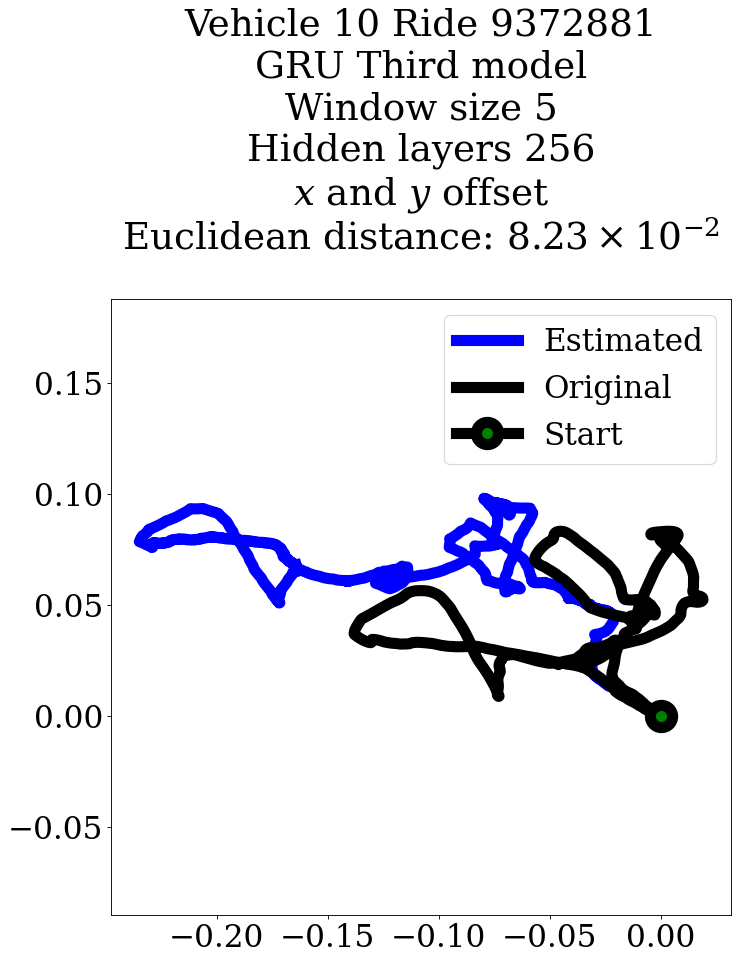 Vehicle 10 Ride 9372881
GRU Third model
Window size 5
Hidden layers 256
x and y offset
Euclidean distance: 8.23 × 10⁻²
Estimated
Original
Start
0.15
0.10
0.05
0.00
−0.05
−0.20 −0.15 −0.10 −0.05 0.00